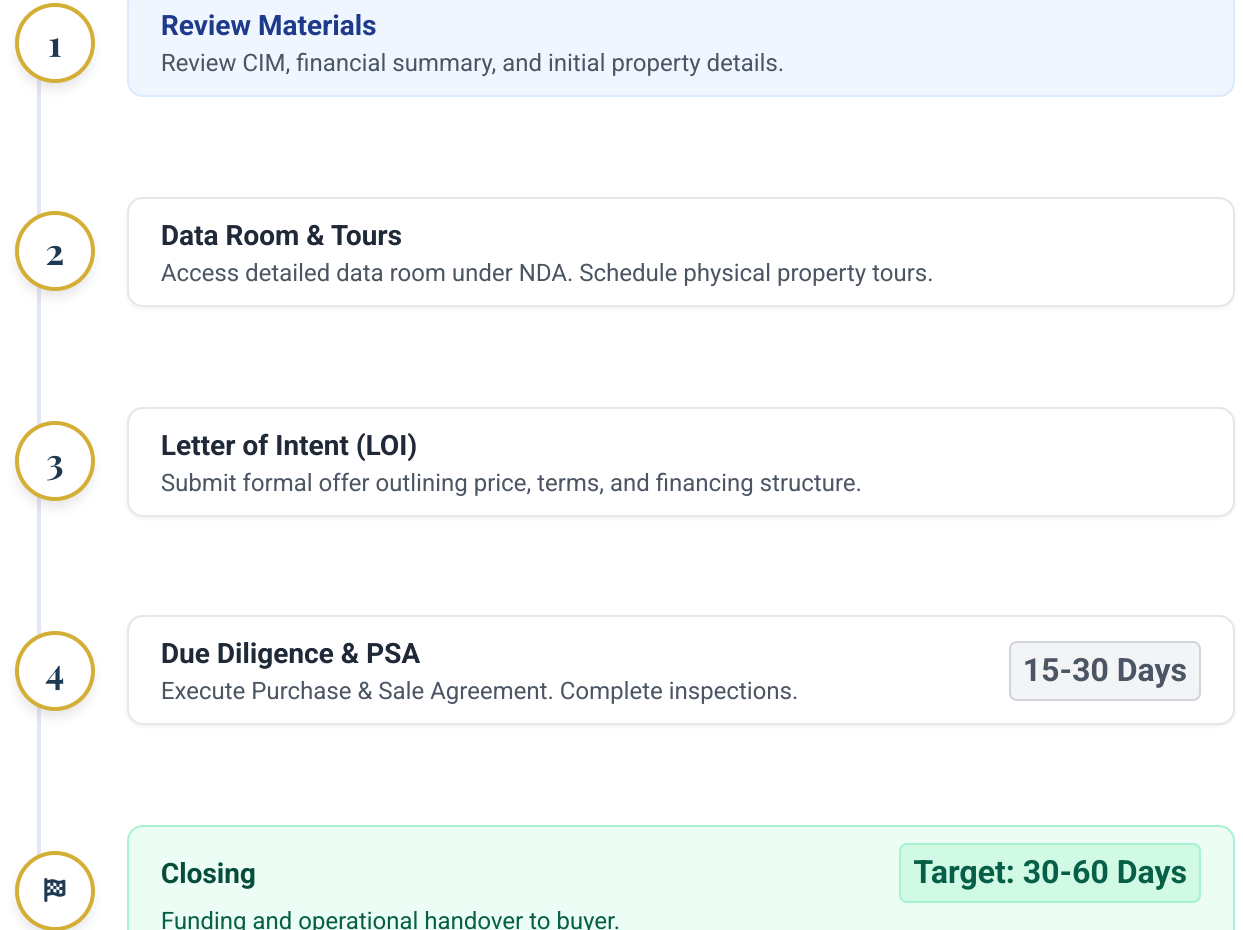 1
Review Materials
Review CIM, financial summary, and initial property details.
2
Data Room & Tours
Access detailed data room under NDA. Schedule physical property tours.
3
Letter of Intent (LOI)
Submit formal offer outlining price, terms, and financing structure.
4
Due Diligence & PSA
Execute Purchase & Sale Agreement. Complete inspections.
15-30 Days
Closing
Target: 30-60 Days
Funding and operational handover to buyer.